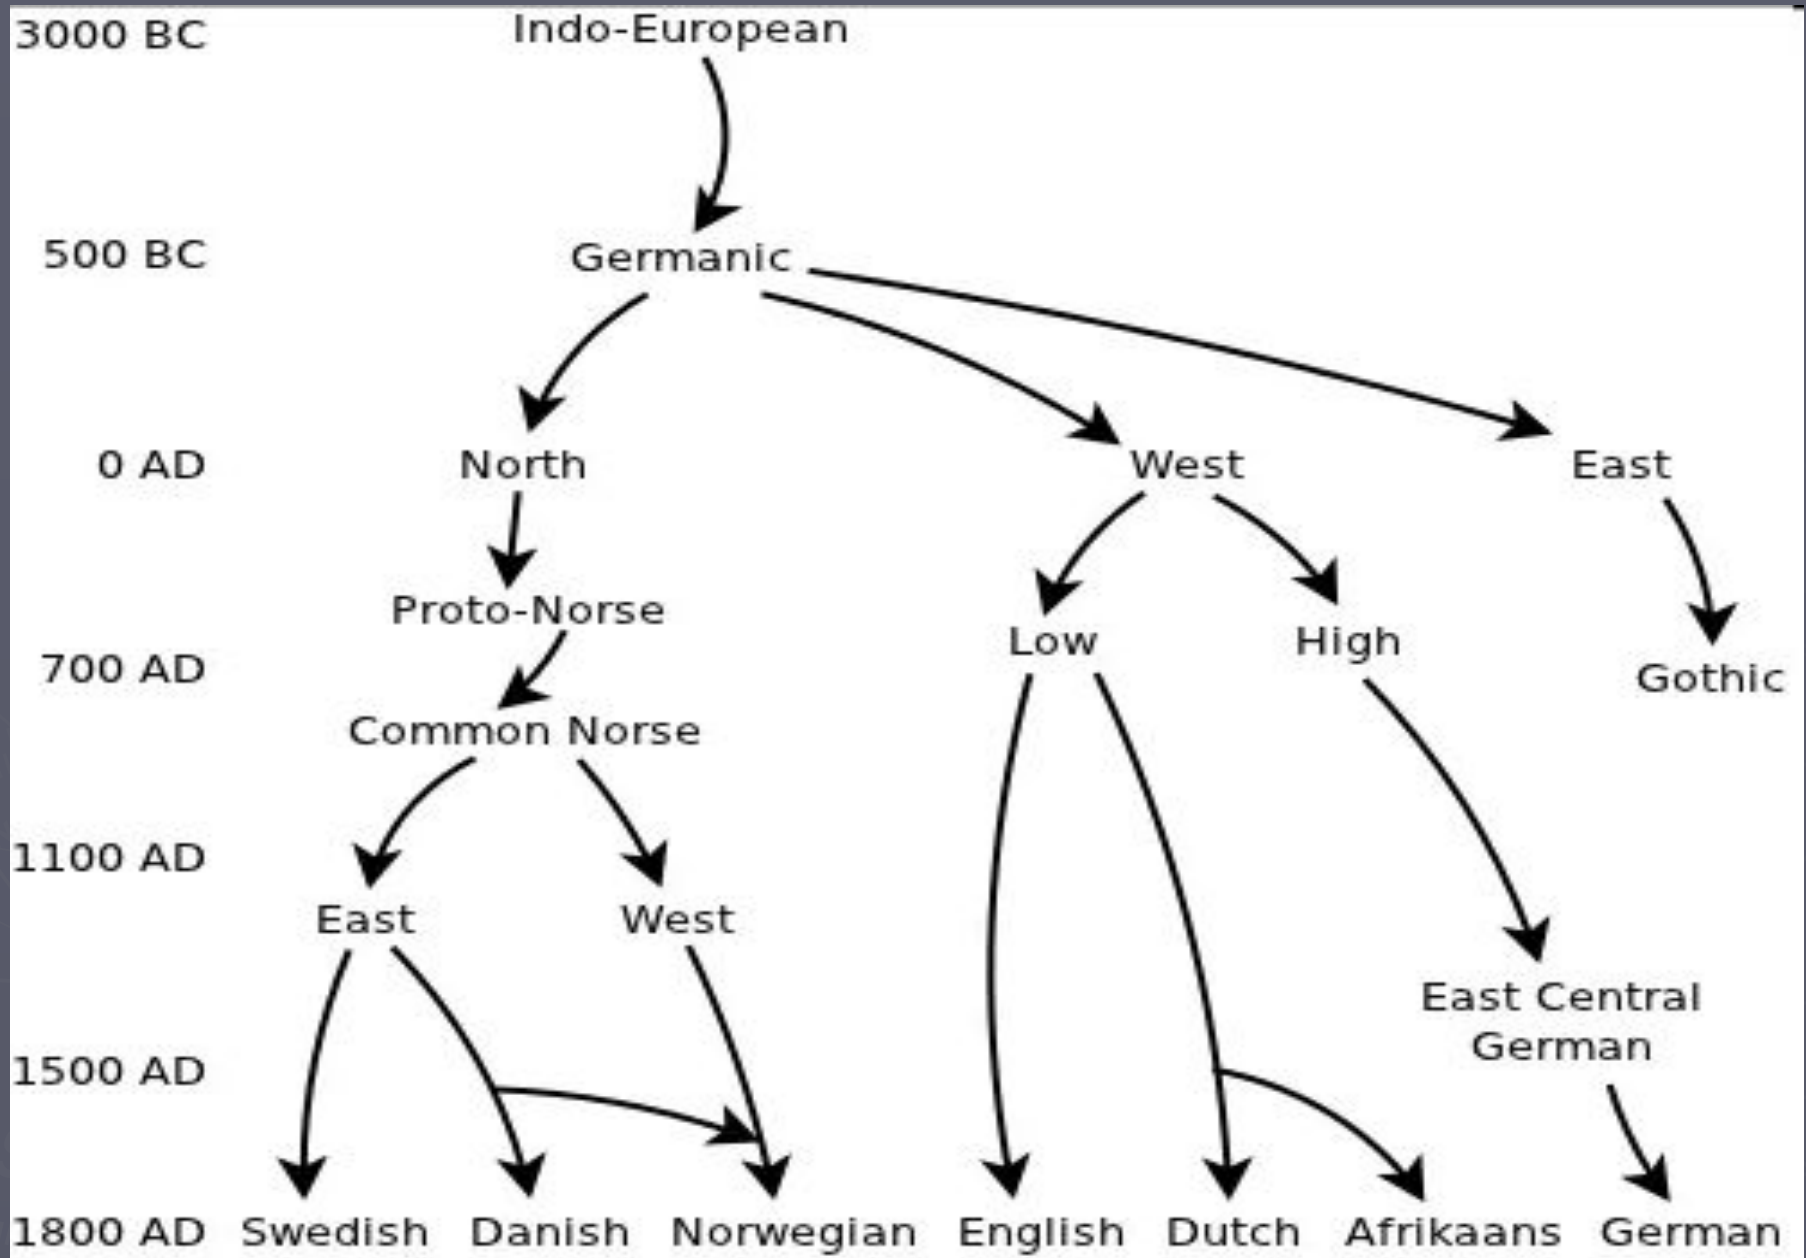 3000 BC Indo-European
500 BC Germanic
0 AD North West East
Proto-Norse
Low High
700 AD Gothic
Common Norse
1100 AD
East West
East Central
German
1500 AD
1800 AD Swedish Danish Norwegian English Dutch Afrikaans German